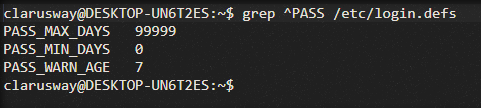 clarusway@DESKTOP-UN6T2ES:~$ grep ^PASS /etc/login.defs
PASS_MAX_DAYS   99999
PASS_MIN_DAYS   0
PASS_WARN_AGE   7
clarusway@DESKTOP-UN6T2ES:~$